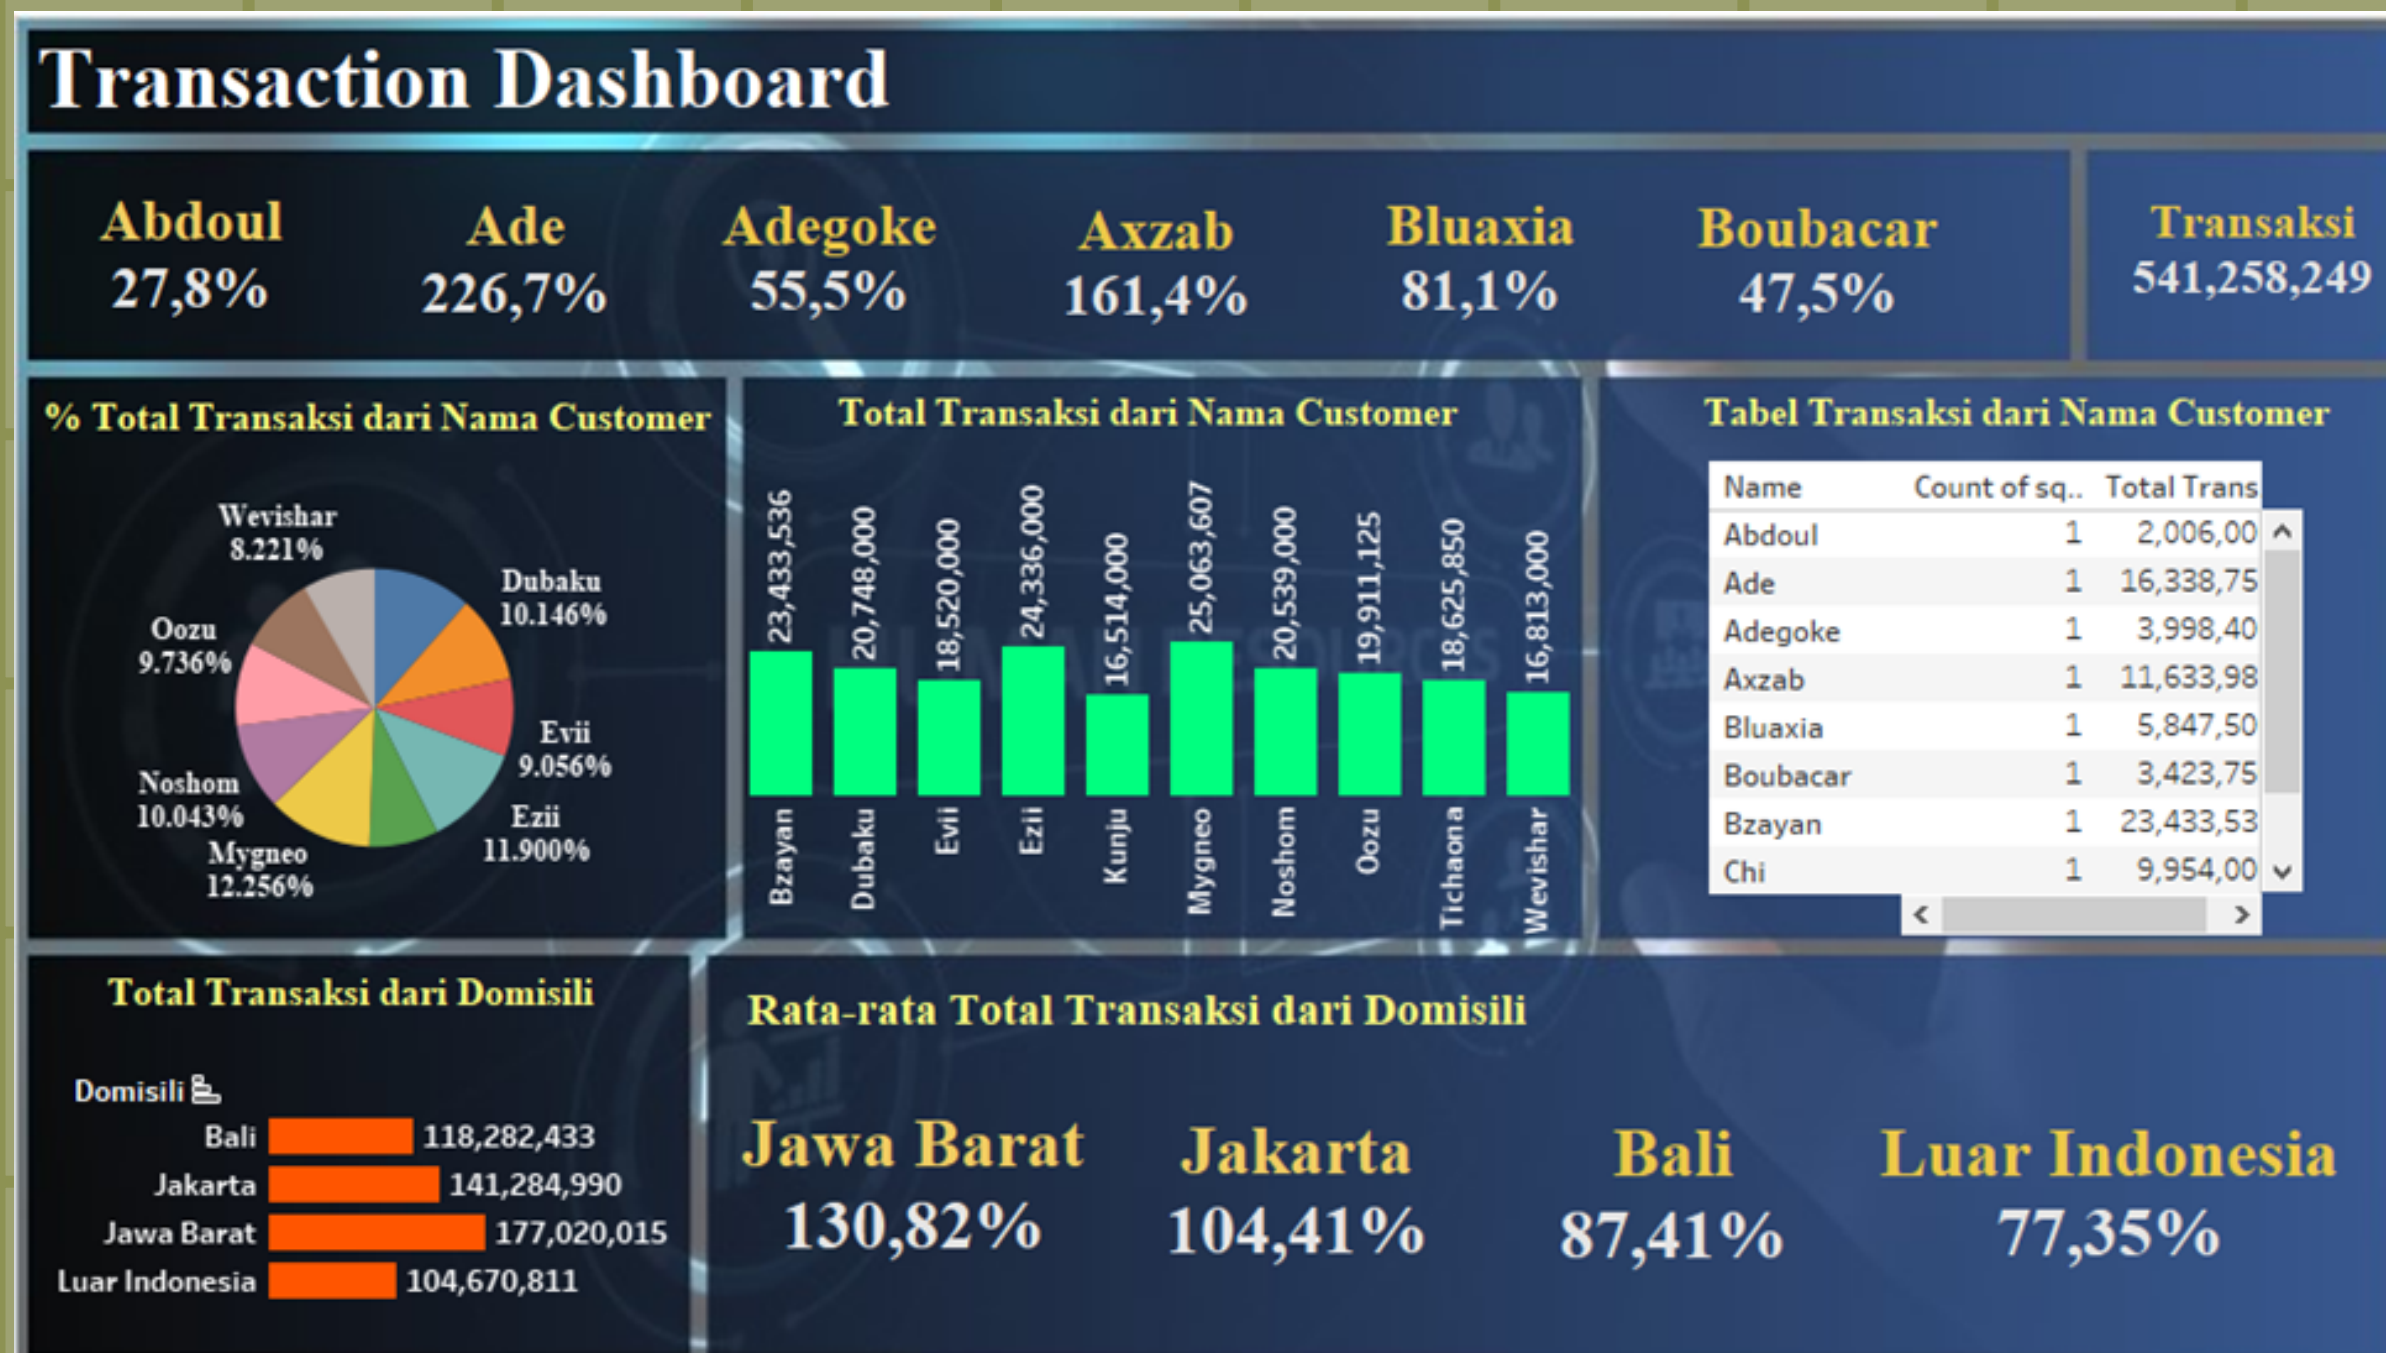 Transaction Dashboard
Abdoul
27,8%
Ade
226,7%
Adegoke
55,5%
Axzab
161,4%
Bluaxia
81,1%
Boubacar
47,5%
Transaksi
541,258,249
% Total Transaksi dari Nama Customer
Wevishar
8.221%
Dubaku
10.146%
Oozu
9.736%
Evii
9.056%
Noshom
10.043%
Ezii
11.900%
Mygneo
12.256%
Total Transaksi dari Nama Customer
23,433,536
20,748,000
18,520,000
24,336,000
16,514,000
25,063,607
20,539,000
19,911,125
18,625,850
16,813,000
HUMAN RESOURCES
Bzayan
Dubaku
Evii
Ezii
Kunju
Mygneo
Noshom
Oozu
Tichaona
Wevishar
Tabel Transaksi dari Nama Customer
Name Count of sq.. Total Trans
Abdoul 1 2,006,00
Ade 1 16,338,75
Adegoke 1 3,998,40
Axzab 1 11,633,98
Bluaxia 1 5,847,50
Boubacar 1 3,423,75
Bzayan 1 23,433,53
Chi 1 9,954,00
Total Transaksi dari Domisili
Domisili
Bali 118,282,433
Jakarta 141,284,990
Jawa Barat 177,020,015
Luar Indonesia 104,670,811
Rata-rata Total Transaksi dari Domisili
Jawa Barat
130,82%
Jakarta
104,41%
Bali
87,41%
Luar Indonesia
77,35%